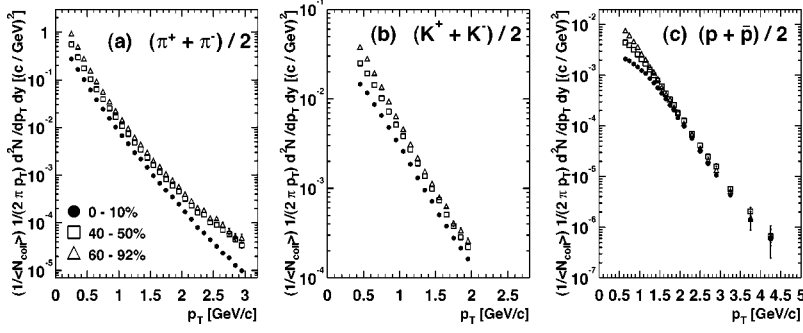 (a) (π⁺ + π⁻) / 2
(1/<N_coll>) 1/(2 π p_T) d²N /dp_T dy [(c / GeV)²]
1
10⁻¹
10⁻²
10⁻³
10⁻⁴
10⁻⁵
0 - 10%
40 - 50%
60 - 92%
0 0.5 1 1.5 2 2.5 3
p_T [GeV/c]
(b) (K⁺ + K⁻) / 2
(1/<N_coll>) 1/(2 π p_T) d²N /dp_T dy [(c / GeV)²]
10⁻¹
10⁻²
10⁻³
10⁻⁴
0 0.5 1 1.5 2 2.5 3
p_T [GeV/c]
(c) (p + p̄) / 2
(1/<N_coll>) 1/(2 π p_T) d²N /dp_T dy [(c / GeV)²]
10⁻²
10⁻³
10⁻⁴
10⁻⁵
10⁻⁶
10⁻⁷
0 0.5 1 1.5 2 2.5 3 3.5 4 4.5 5
p_T [GeV/c]